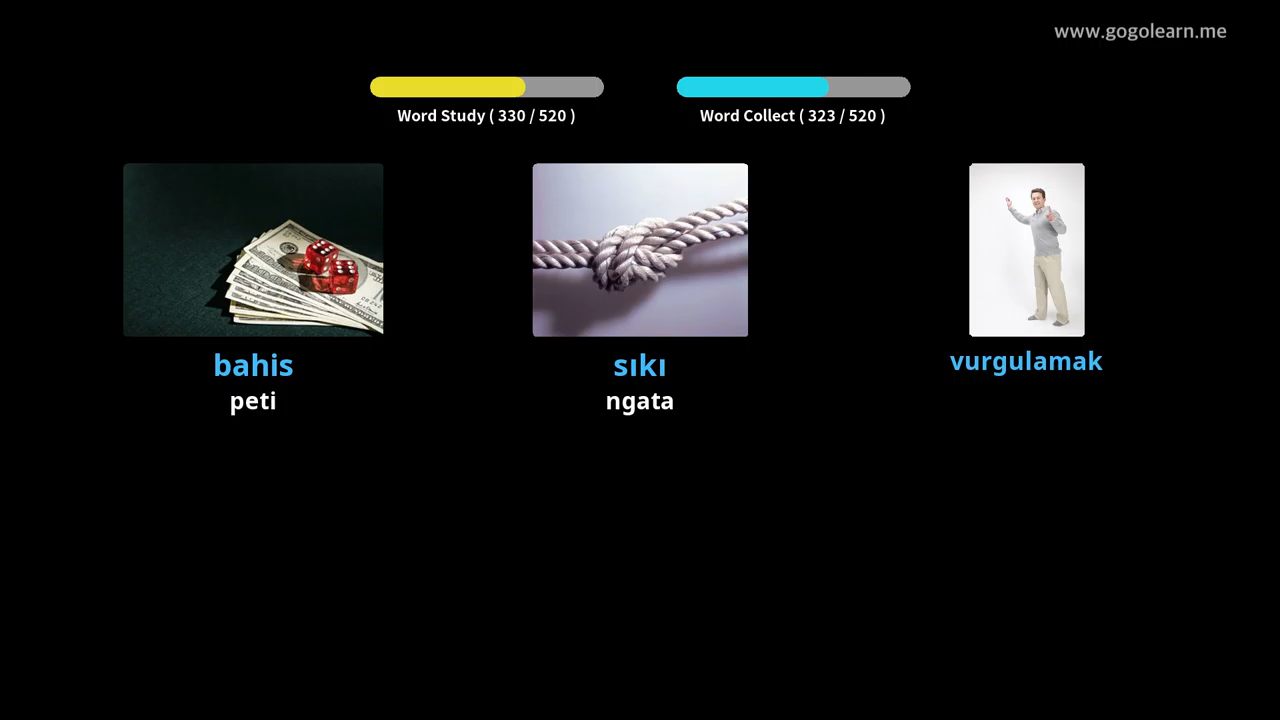 www.gogolearn.me
Word Study ( 330 / 520 )
Word Collect ( 323 / 520 )
bahis
peti
sıkı
ngata
vurgulamak